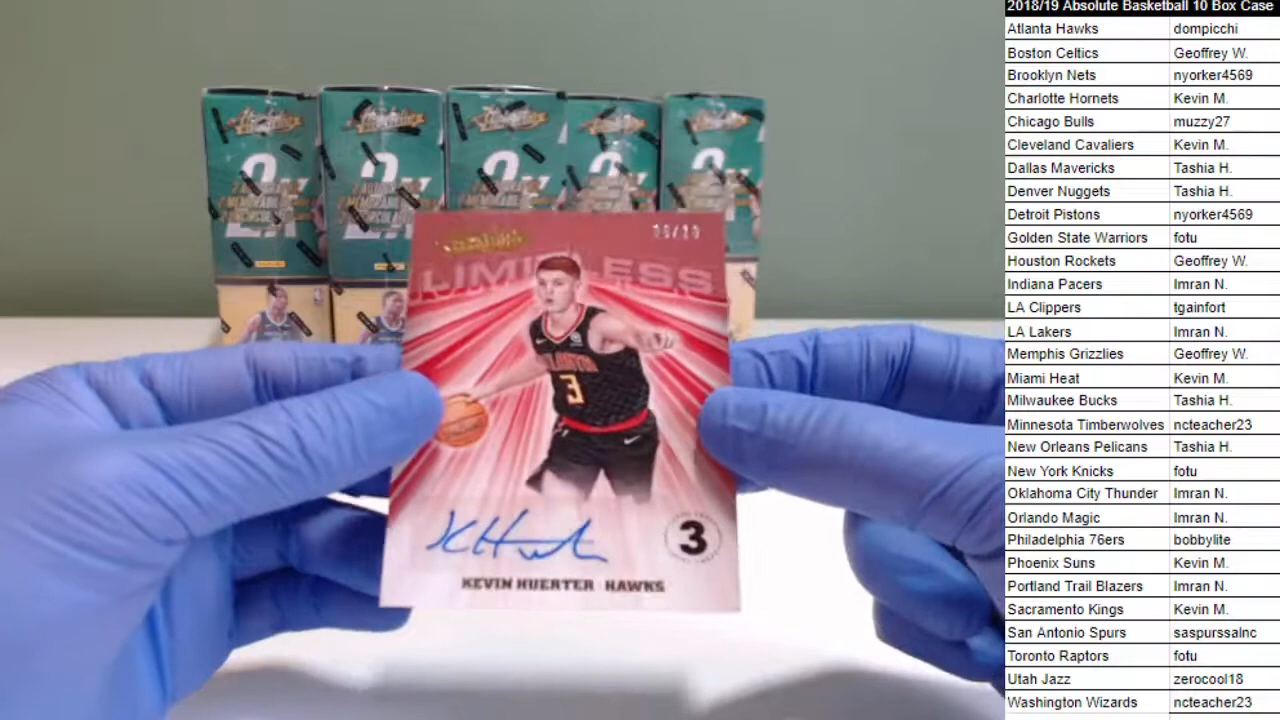 2018/19 Absolute Basketball 10 Box Case
Atlanta Hawks dompicchi
Boston Celtics Geoffrey W.
Brooklyn Nets nyorker4569
Charlotte Hornets Kevin M.
Chicago Bulls muzzy27
Cleveland Cavaliers Kevin M.
Dallas Mavericks Tashia H.
Denver Nuggets Tashia H.
Detroit Pistons nyorker4569
Golden State Warriors fotu
Houston Rockets Geoffrey W.
Indiana Pacers Imran N.
LA Clippers tgainfort
LA Lakers Imran N.
Memphis Grizzlies Geoffrey W.
Miami Heat Kevin M.
Milwaukee Bucks Tashia H.
Minnesota Timberwolves ncteacher23
New Orleans Pelicans Tashia H.
New York Knicks fotu
Oklahoma City Thunder Imran N.
Orlando Magic Imran N.
Philadelphia 76ers bobbylite
Phoenix Suns Kevin M.
Portland Trail Blazers Imran N.
Sacramento Kings Kevin M.
San Antonio Spurs saspurssalnc
Toronto Raptors fotu
Utah Jazz zerocool18
Washington Wizards ncteacher23
LIMITLESS
ATLANTA
3
3
KEVIN HUERTER HAWKS